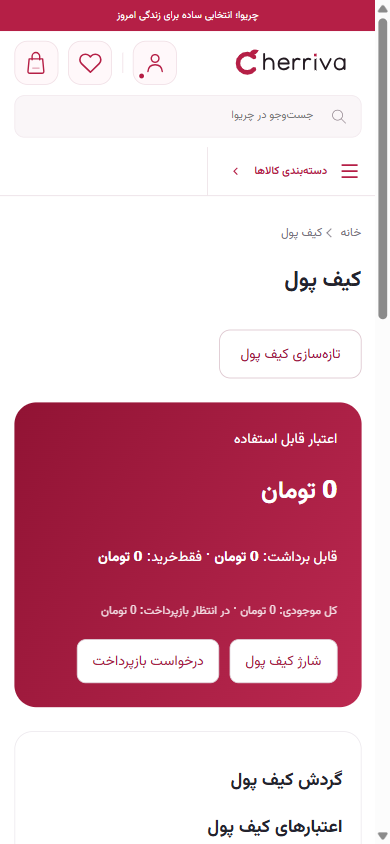 چریوا؛ انتخابی ساده برای زندگی امروز
Cherriva
جست‌وجو در چریوا
دسته‌بندی کالاها
خانه
کیف پول
کیف پول
تازه‌سازی کیف پول
اعتبار قابل استفاده
0 تومان
قابل برداشت: 0 تومان · فقط‌خرید: 0 تومان
کل موجودی: 0 تومان · در انتظار بازپرداخت: 0 تومان
شارژ کیف پول
درخواست بازپرداخت
گردش کیف پول
اعتبارهای کیف پول